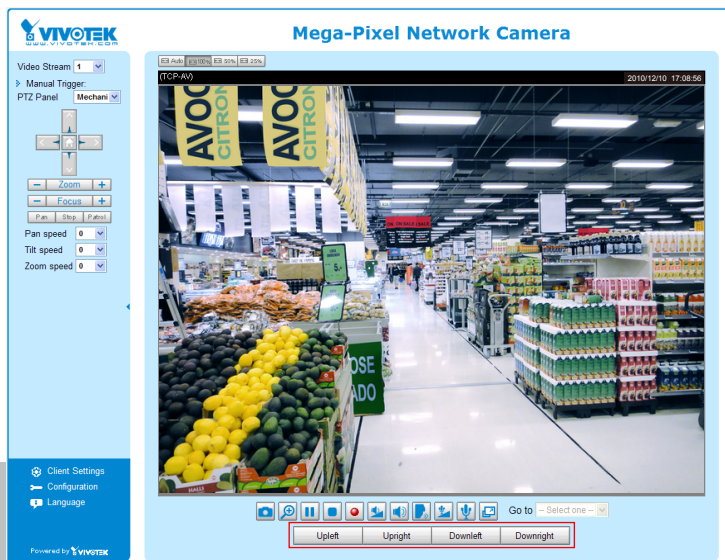 VIVOTEK
www.vivotek.com
Mega-Pixel Network Camera
Video Stream 1
Manual Trigger:
PTZ Panel Mechani
Zoom
Focus
Pan Stop Patrol
Pan speed 0
Tilt speed 0
Zoom speed 0
Client Settings
Configuration
Language
Powered by VIVOTEK
Auto 100% 50% 25%
(TCP-AV) 2010/12/10 17:08:56
AVOC
CITRON
AVOC
CITRON
OSE
ADO
Go to -- Select one --
Upleft Upright Downleft Downright